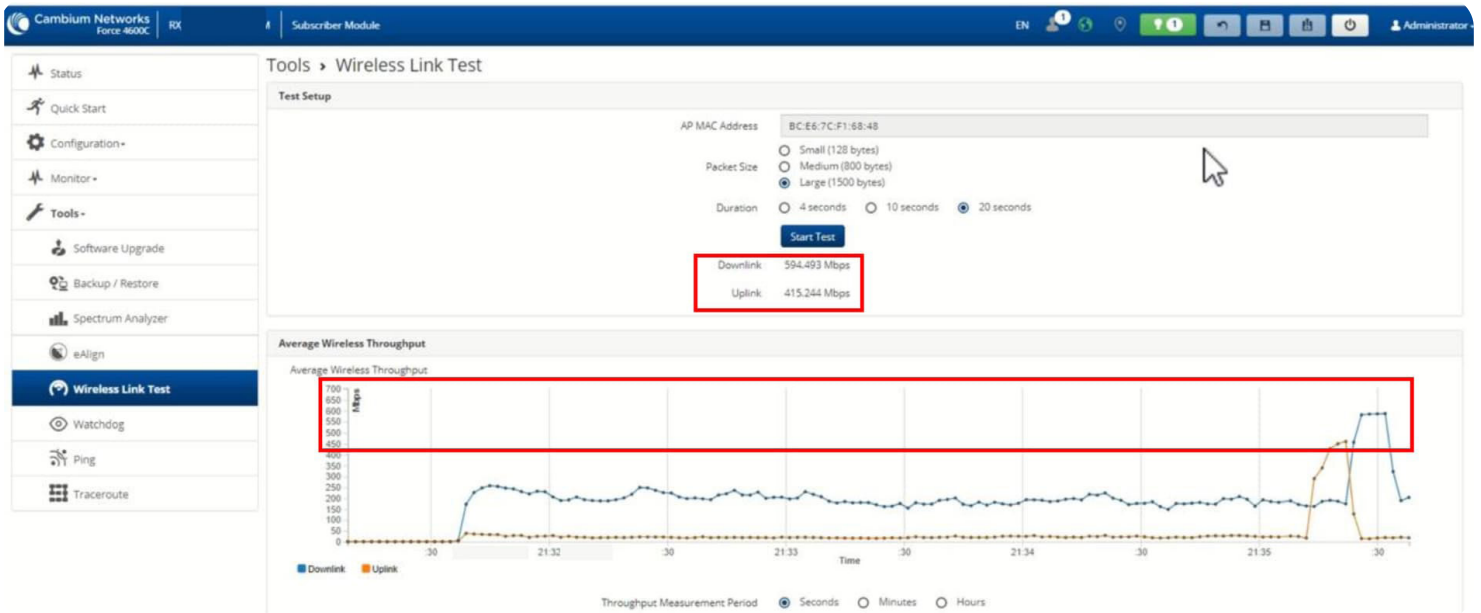 Cambium Networks
Force 4600C
RX
Subscriber Module
EN
1
1
Administrator
Status
Quick Start
Configuration
Monitor
Tools
Software Upgrade
Backup / Restore
Spectrum Analyzer
eAlign
Wireless Link Test
Watchdog
Ping
Traceroute
Tools › Wireless Link Test
Test Setup
AP MAC Address BC:E6:7C:F1:68:48
Packet Size
Small (128 bytes)
Medium (800 bytes)
Large (1500 bytes)
Duration 4 seconds 10 seconds 20 seconds
Start Test
Downlink 594.493 Mbps
Uplink 415.244 Mbps
Average Wireless Throughput
Average Wireless Throughput
Mbps
700
650
600
550
500
450
400
350
300
250
200
150
100
50
0
:30 21:32 :30 21:33 :30 21:34 :30 21:35 :30
Time
Downlink Uplink
Throughput Measurement Period Seconds Minutes Hours